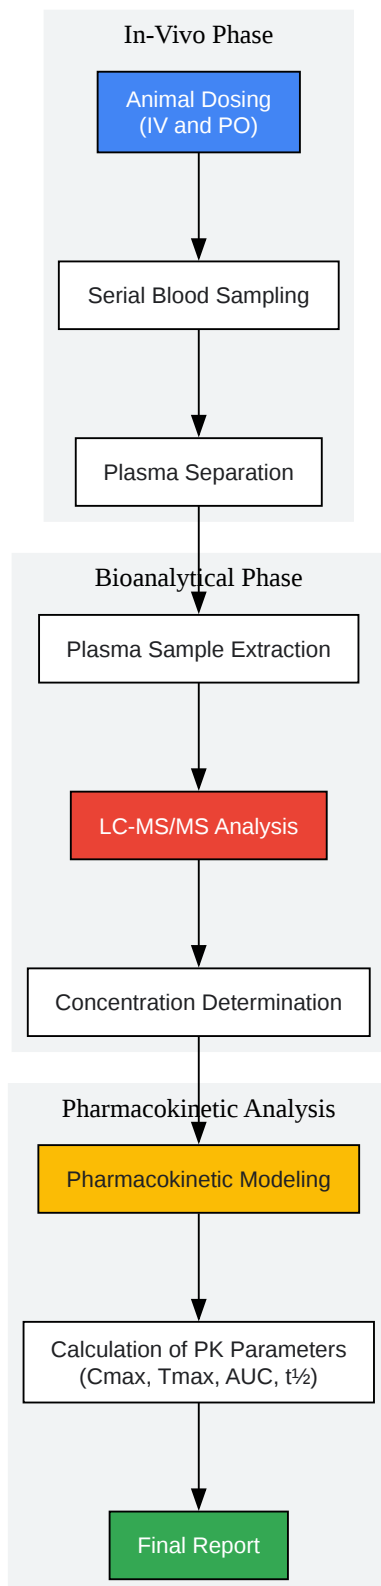 In-Vivo Phase
Animal Dosing
(IV and PO)
Serial Blood Sampling
Plasma Separation
Bioanalytical Phase
Plasma Sample Extraction
LC-MS/MS Analysis
Concentration Determination
Pharmacokinetic Analysis
Pharmacokinetic Modeling
Calculation of PK Parameters
(Cmax, Tmax, AUC, t½)
Final Report